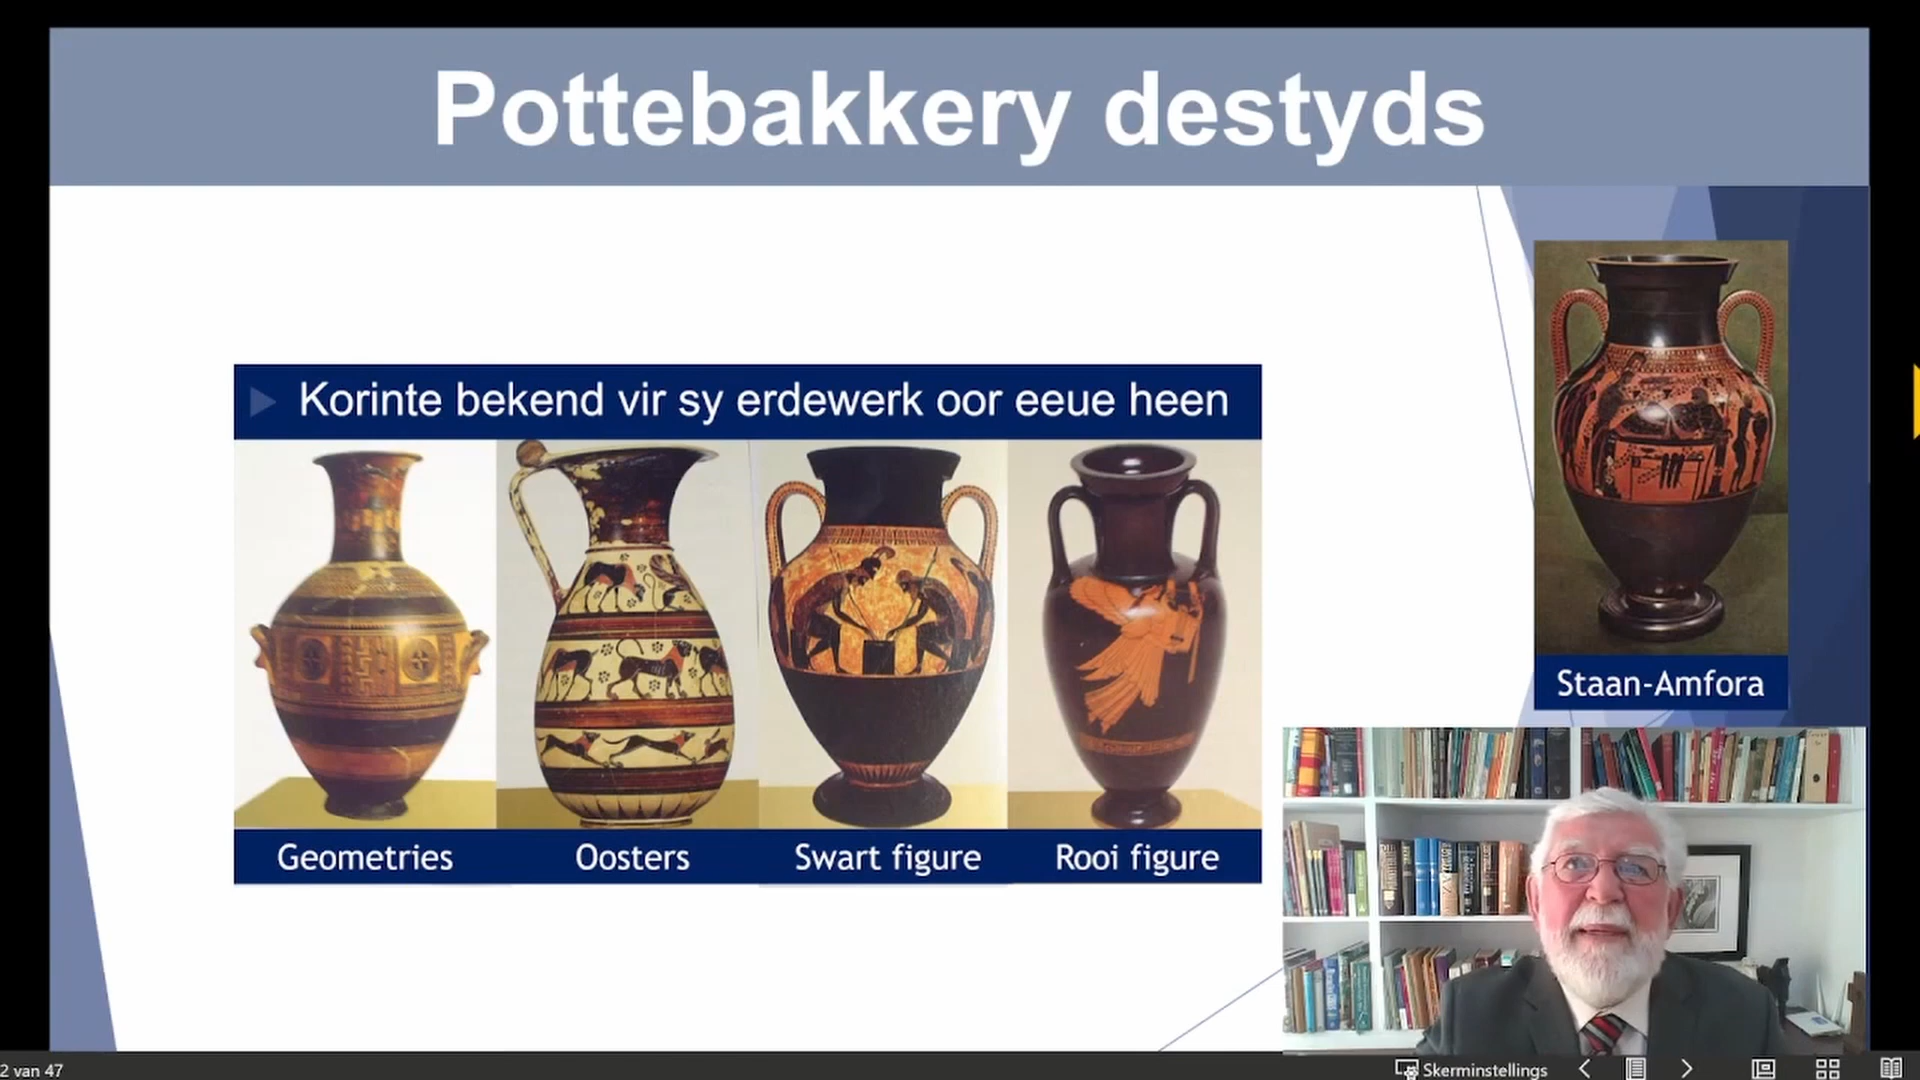 Pottebakkery destyds
Korinte bekend vir sy erdewerk oor eeue heen
Geometries
Oosters
Swart figure
Rooi figure
Staan-Amfora
2 van 47
Skerminstellings